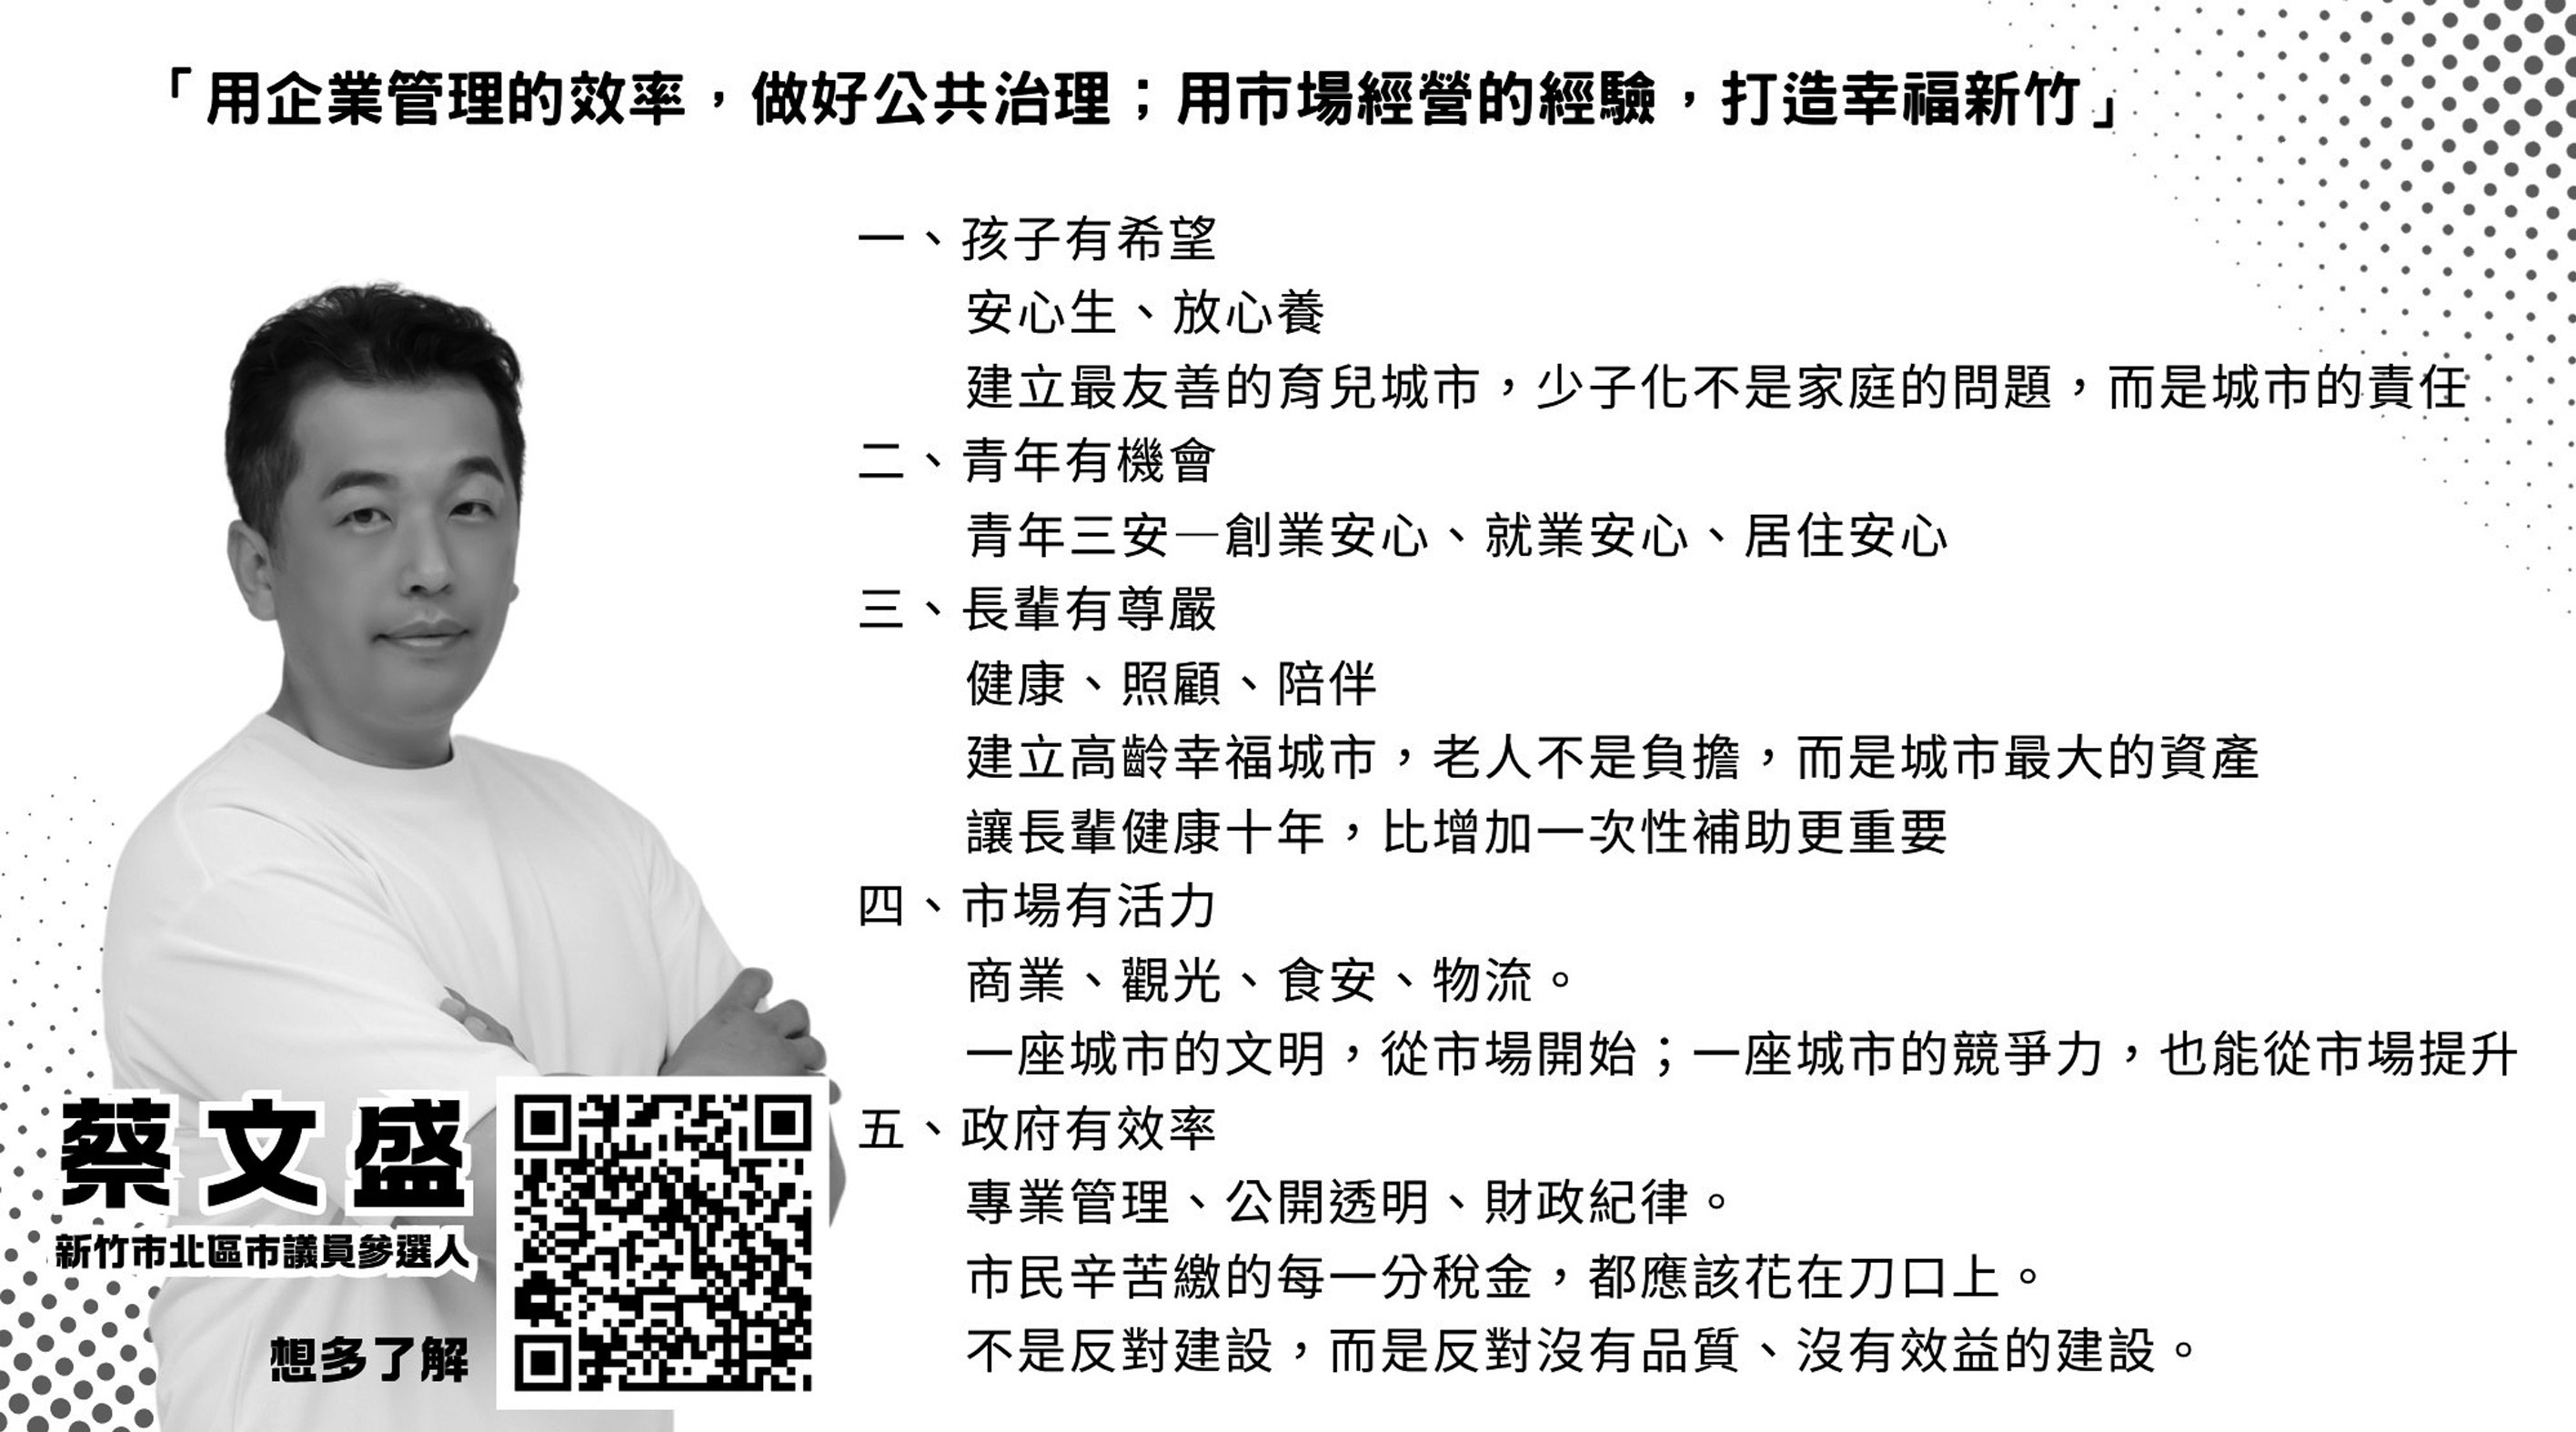 「用企業管理的效率，做好公共治理；用市場經營的經驗，打造幸福新竹」
一、孩子有希望
安心生、放心養
建立最友善的育兒城市，少子化不是家庭的問題，而是城市的責任
二、青年有機會
青年三安—創業安心、就業安心、居住安心
三、長輩有尊嚴
健康、照顧、陪伴
建立高齡幸福城市，老人不是負擔，而是城市最大的資產
讓長輩健康十年，比增加一次性補助更重要
四、市場有活力
商業、觀光、食安、物流。
一座城市的文明，從市場開始；一座城市的競爭力，也能從市場提升
五、政府有效率
專業管理、公開透明、財政紀律。
市民辛苦繳的每一分稅金，都應該花在刀口上。
不是反對建設，而是反對沒有品質、沒有效益的建設。
蔡文盛
新竹市北區市議員參選人
想多了解